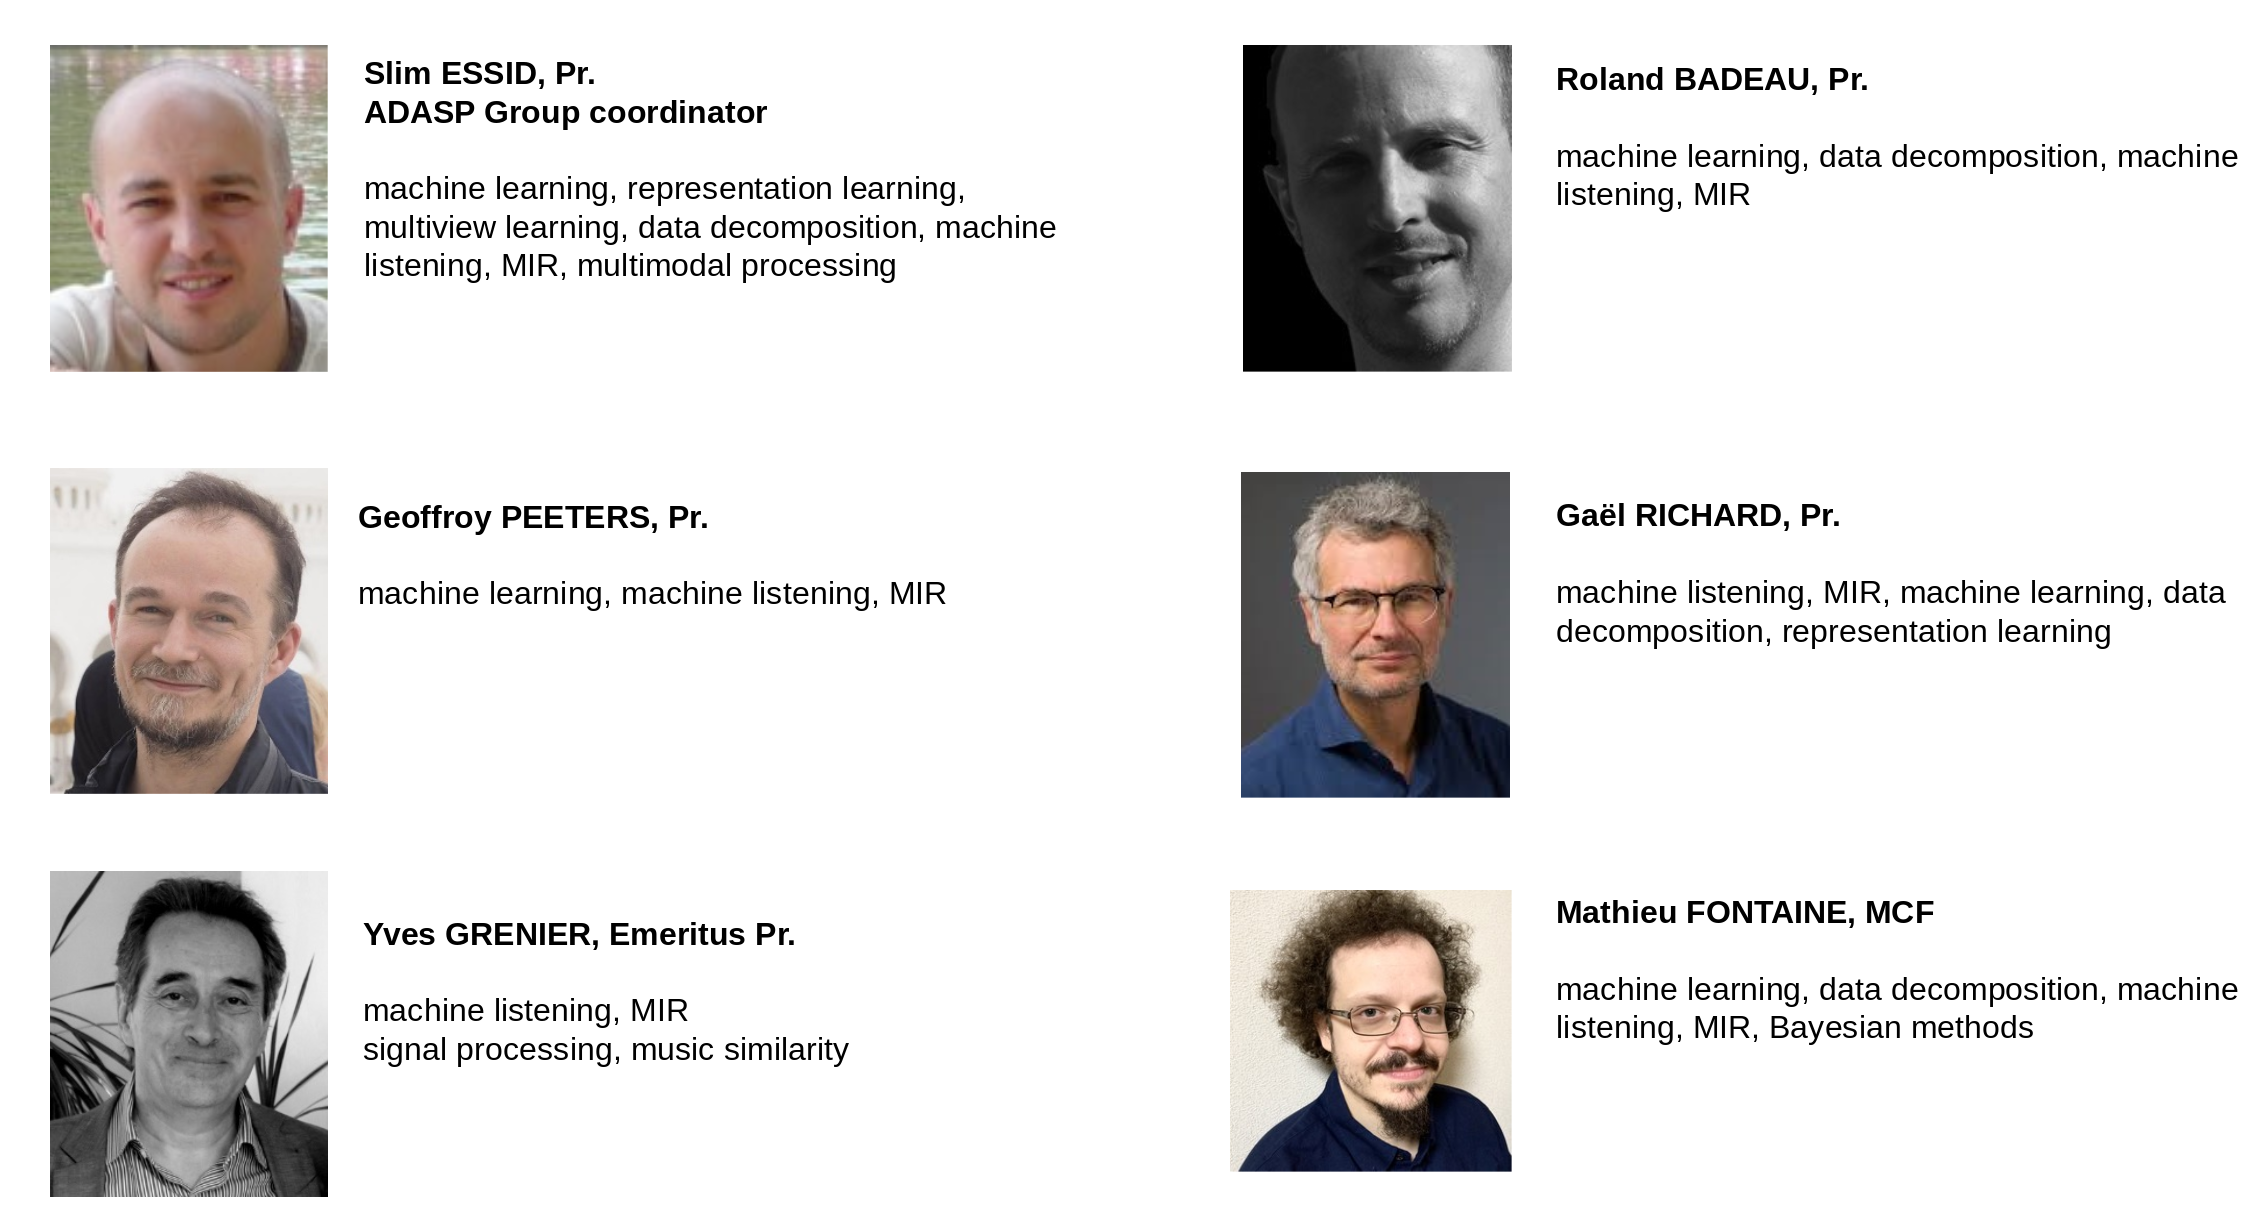 Slim ESSID, Pr.
ADASP Group coordinator
machine learning, representation learning,
multiview learning, data decomposition, machine
listening, MIR, multimodal processing
Roland BADEAU, Pr.
machine learning, data decomposition, machine
listening, MIR
Geoffroy PEETERS, Pr.
machine learning, machine listening, MIR
Gaël RICHARD, Pr.
machine listening, MIR, machine learning, data
decomposition, representation learning
Yves GRENIER, Emeritus Pr.
machine listening, MIR
signal processing, music similarity
Mathieu FONTAINE, MCF
machine learning, data decomposition, machine
listening, MIR, Bayesian methods